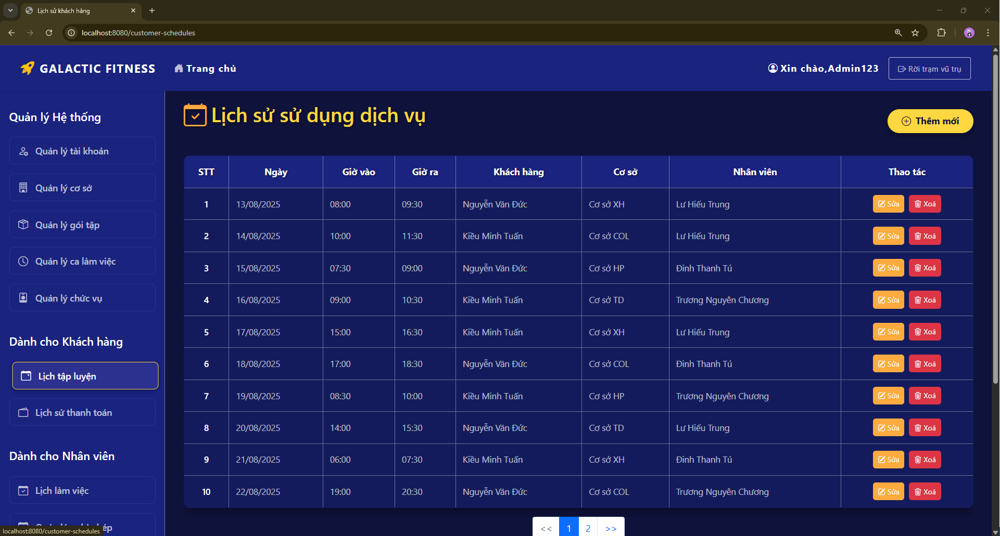 Lịch sử khách hàng
localhost:8080/customer-schedules
GALACTIC FITNESS
Trang chủ
Xin chào,Admin123
Rời trạm vũ trụ
Quản lý Hệ thống
Quản lý tài khoản
Quản lý cơ sở
Quản lý gói tập
Quản lý ca làm việc
Quản lý chức vụ
Dành cho Khách hàng
Lịch tập luyện
Lịch sử thanh toán
Dành cho Nhân viên
Lịch làm việc
localhost:8080/customer-schedules
Lịch sử sử dụng dịch vụ
Thêm mới
STT Ngày Giờ vào Giờ ra Khách hàng Cơ sở Nhân viên Thao tác
1 13/08/2025 08:00 09:30 Nguyễn Văn Đức Cơ sở XH Lư Hiếu Trung Sửa Xoá
2 14/08/2025 10:00 11:30 Kiều Minh Tuấn Cơ sở COL Lư Hiếu Trung Sửa Xoá
3 15/08/2025 07:30 09:00 Nguyễn Văn Đức Cơ sở HP Đinh Thanh Tú Sửa Xoá
4 16/08/2025 09:00 10:30 Kiều Minh Tuấn Cơ sở TD Trương Nguyên Chương Sửa Xoá
5 17/08/2025 15:00 16:30 Kiều Minh Tuấn Cơ sở XH Lư Hiếu Trung Sửa Xoá
6 18/08/2025 17:00 18:30 Nguyễn Văn Đức Cơ sở COL Đinh Thanh Tú Sửa Xoá
7 19/08/2025 08:30 10:00 Kiều Minh Tuấn Cơ sở HP Trương Nguyên Chương Sửa Xoá
8 20/08/2025 14:00 15:30 Nguyễn Văn Đức Cơ sở TD Lư Hiếu Trung Sửa Xoá
9 21/08/2025 06:00 07:30 Kiều Minh Tuấn Cơ sở XH Đinh Thanh Tú Sửa Xoá
10 22/08/2025 19:00 20:30 Nguyễn Văn Đức Cơ sở COL Trương Nguyên Chương Sửa Xoá
<< 1 2 >>